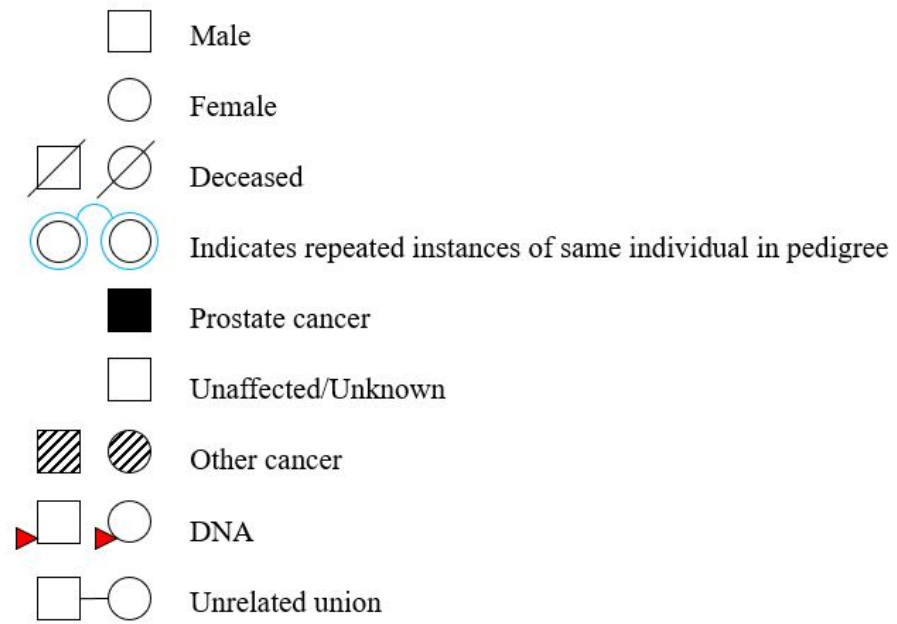 Male
Female
Deceased
Indicates repeated instances of same individual in pedigree
Prostate cancer
Unaffected/Unknown
Other cancer
DNA
Unrelated union